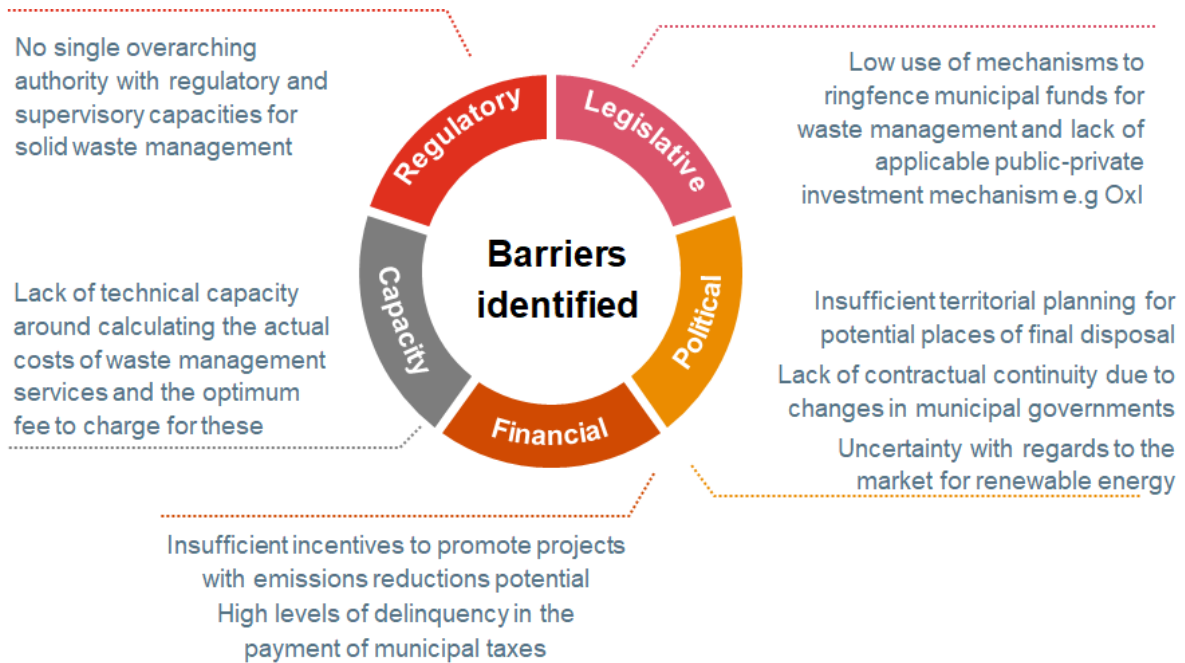 No single overarching
authority with regulatory and
supervisory capacities for
solid waste management
Regulatory
Legislative
Low use of mechanisms to
ringfence municipal funds for
waste management and lack of
applicable public-private
investment mechanism e.g OxI
Barriers
identified
Capacity
Lack of technical capacity
around calculating the actual
costs of waste management
services and the optimum
fee to charge for these
Political
Insufficient territorial planning for
potential places of final disposal
Lack of contractual continuity due to
changes in municipal governments
Uncertainty with regards to the
market for renewable energy
Financial
Insufficient incentives to promote projects
with emissions reductions potential
High levels of delinquency in the
payment of municipal taxes